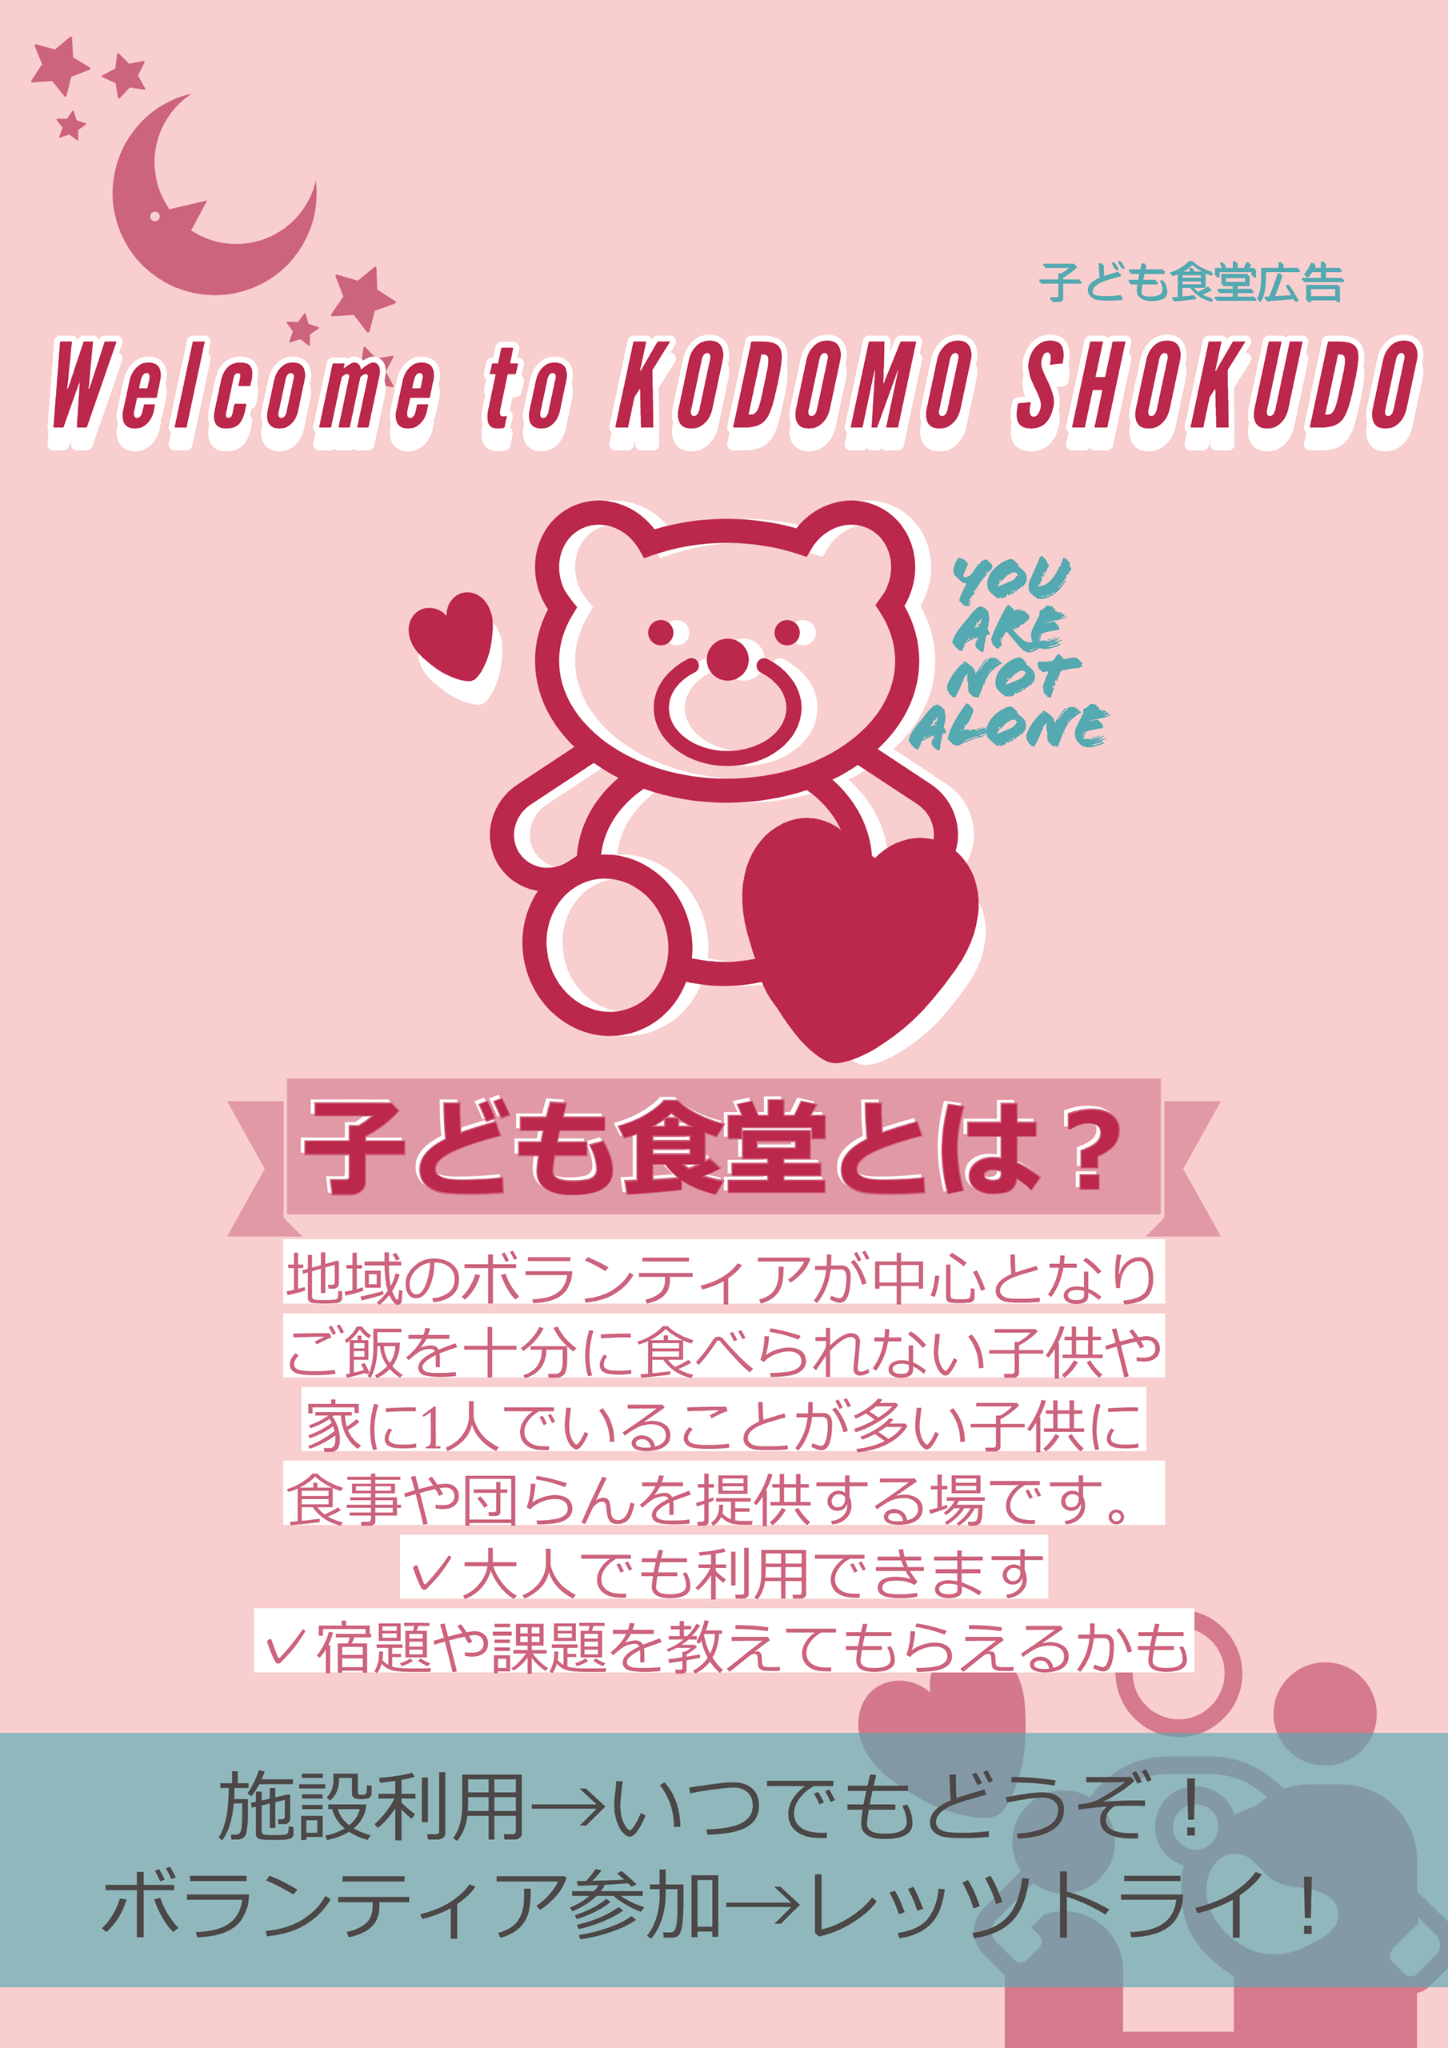 子ども食堂広告
Welcome to KODOMO SHOKUDO
YOU
ARE
NOT
ALONE
子ども食堂とは？
地域のボランティアが中心となり
ご飯を十分に食べられない子供や
家に1人でいることが多い子供に
食事や団らんを提供する場です。
✓大人でも利用できます
✓宿題や課題を教えてもらえるかも
施設利用→いつでもどうぞ！
ボランティア参加→レッツトライ！